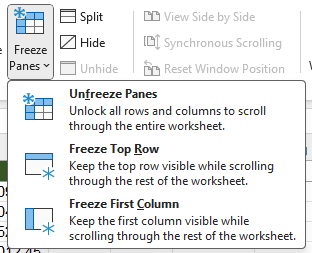 Freeze
Panes
Split
Hide
Unhide
View Side by Side
Synchronous Scrolling
Reset Window Position
Unfreeze Panes
Unlock all rows and columns to scroll
through the entire worksheet.
Freeze Top Row
Keep the top row visible while scrolling
through the rest of the worksheet.
Freeze First Column
Keep the first column visible while
scrolling through the rest of the worksheet.